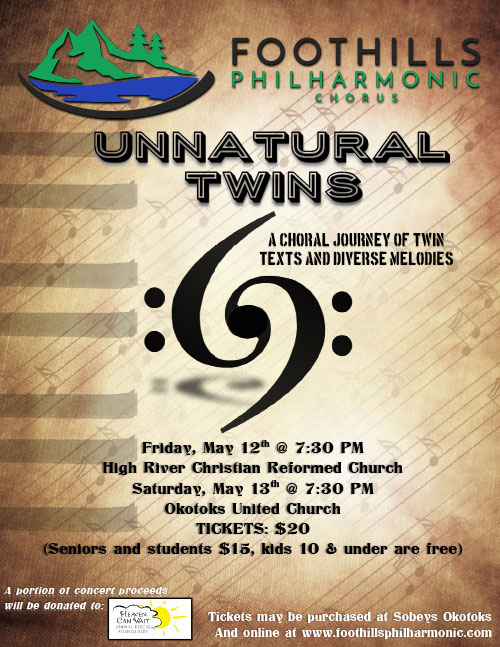 FOOTHILLS
PHILHARMONIC
CHORUS
UNNATURAL
TWINS
A CHORAL JOURNEY OF TWIN
TEXTS AND DIVERSE MELODIES
Friday, May 12th @ 7:30 PM
High River Christian Reformed Church
Saturday, May 13th @ 7:30 PM
Okotoks United Church
TICKETS: $20
(Seniors and students $15, kids 10 & under are free)
A portion of concert proceeds
will be donated to:
HEAVEN
CAN WAIT
ANIMAL RESCUE
FOUNDATION
Tickets may be purchased at Sobeys Okotoks
And online at www.foothillsphilharmonic.com